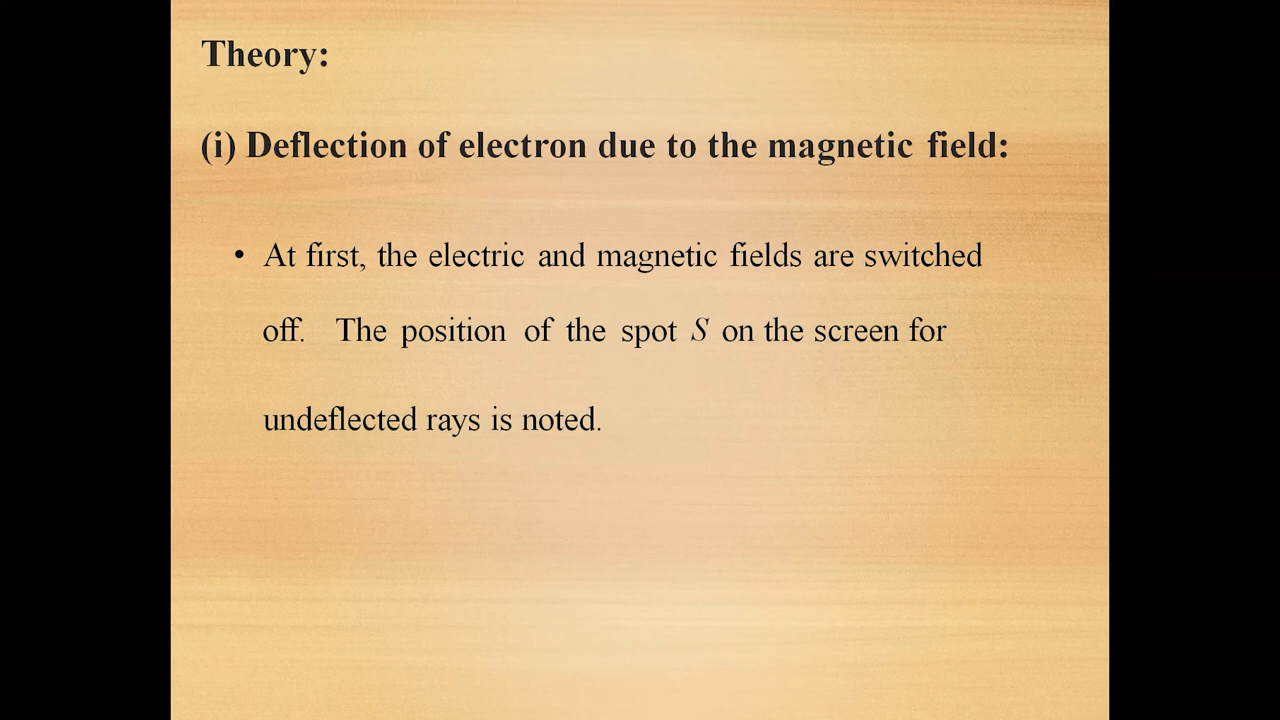 Theory:
(i) Deflection of electron due to the magnetic field:
• At first, the electric and magnetic fields are switched
off. The position of the spot S on the screen for
undeflected rays is noted.